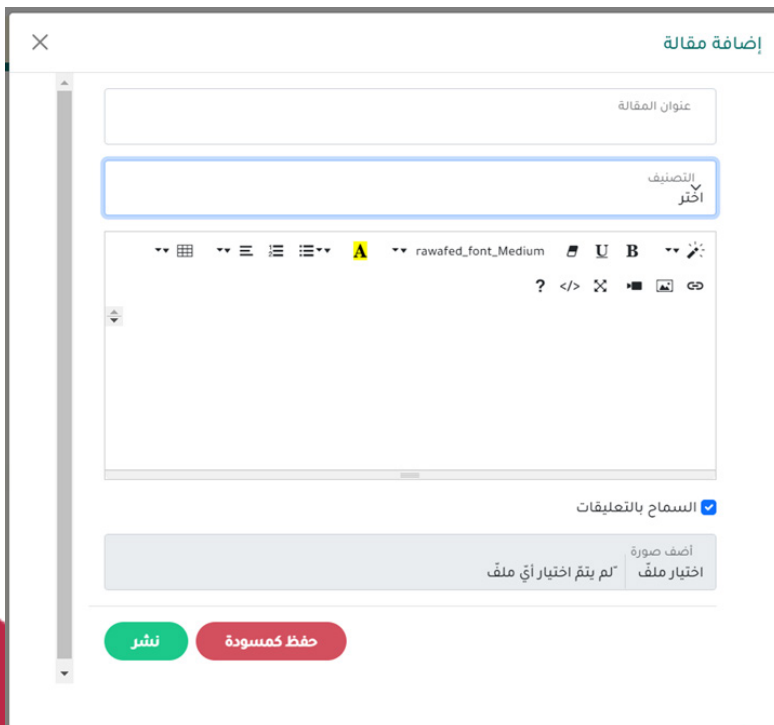 إضافة مقالة
عنوان المقالة
التصنيف
اختر
B U rawafed_font_Medium A
</> ?
السماح بالتعليقات
أضف صورة
اختيار ملفّ لم يتمّ اختيار أيّ ملفّ
حفظ كمسودة نشر